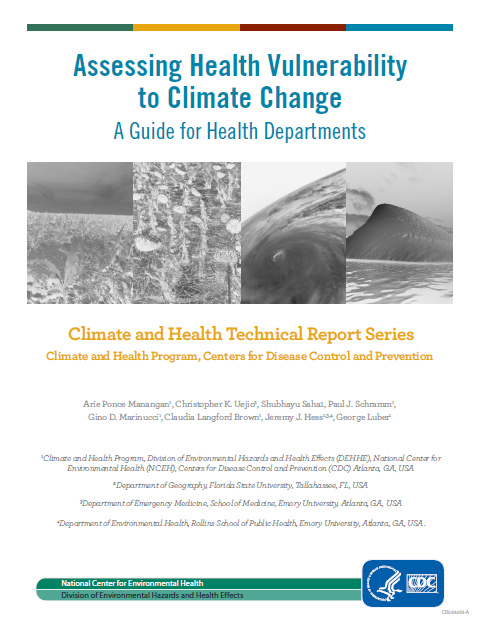 Assessing Health Vulnerability
to Climate Change
A Guide for Health Departments
Climate and Health Technical Report Series
Climate and Health Program, Centers for Disease Control and Prevention
Arie Ponce Manangan¹, Christopher K. Uejio², Shubhayu Saha¹, Paul J. Schramm¹,
Gino D. Marinucci¹, Claudia Langford Brown¹, Jeremy J. Hess¹,³,⁴, George Luber¹
¹Climate and Health Program, Division of Environmental Hazards and Health Effects (DEHHE), National Center for
Environmental Health (NCEH), Centers for Disease Control and Prevention (CDC) Atlanta, GA, USA
²Department of Geography, Florida State University, Tallahassee, FL, USA
³Department of Emergency Medicine, School of Medicine, Emory University, Atlanta, GA, USA
⁴Department of Environmental Health, Rollins School of Public Health, Emory University, Atlanta, GA, USA.
National Center for Environmental Health
Division of Environmental Hazards and Health Effects
CDC